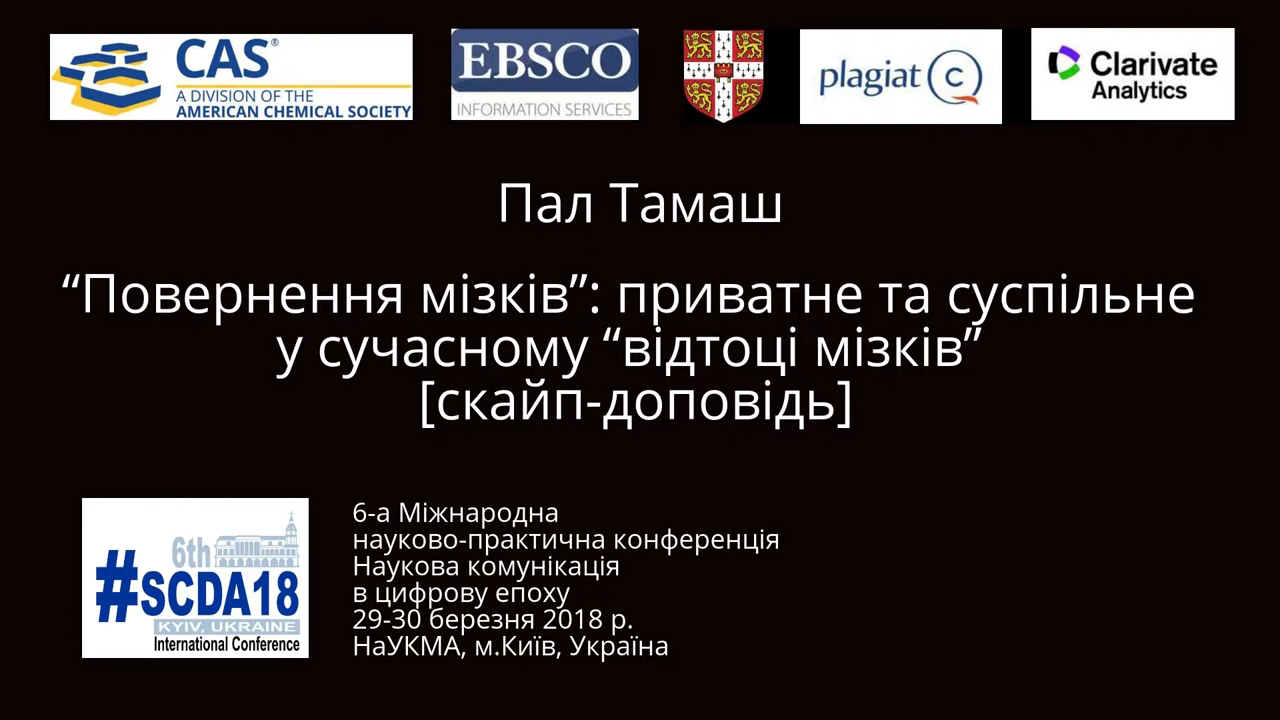 CAS®
A DIVISION OF THE
AMERICAN CHEMICAL SOCIETY
EBSCO
INFORMATION SERVICES
plagiat c
Clarivate
Analytics
Пал Тамаш
“Повернення мізків”: приватне та суспільне
у сучасному “відтоці мізків”
[скайп-доповідь]
6th
#SCDA18
KYIV, UKRAINE
International Conference
6-а Міжнародна
науково-практична конференція
Наукова комунікація
в цифрову епоху
29-30 березня 2018 р.
НаУКМА, м.Київ, Україна